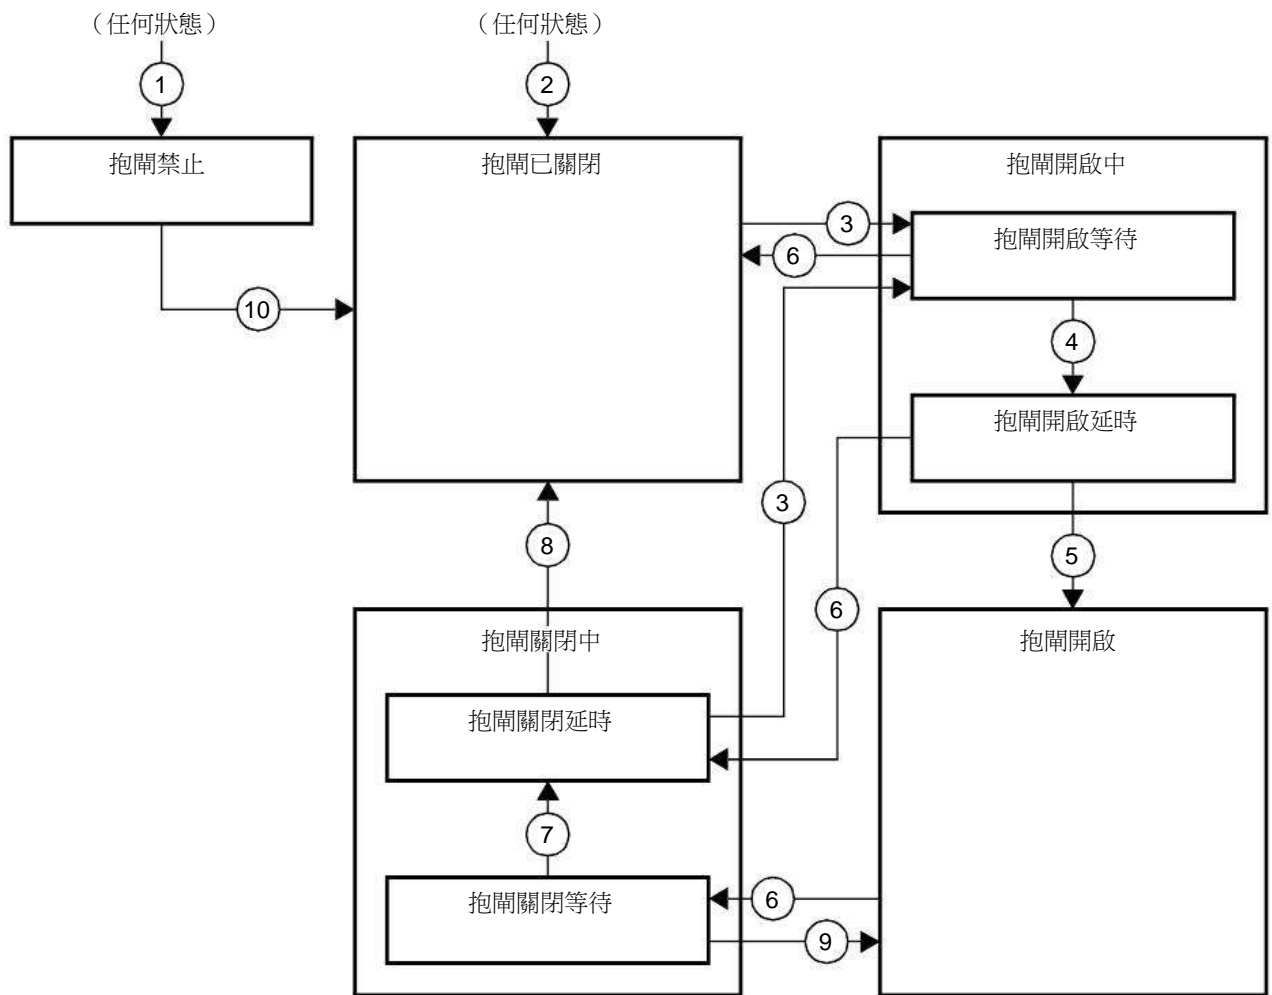 （任何狀態）
（任何狀態）
1
2
抱閘禁止
抱閘已關閉
抱閘開啟中
3
抱閘開啟等待
6
10
4
抱閘開啟延時
3
8
5
6
抱閘關閉中
抱閘開啟
抱閘關閉延時
7
抱閘關閉等待
6
9